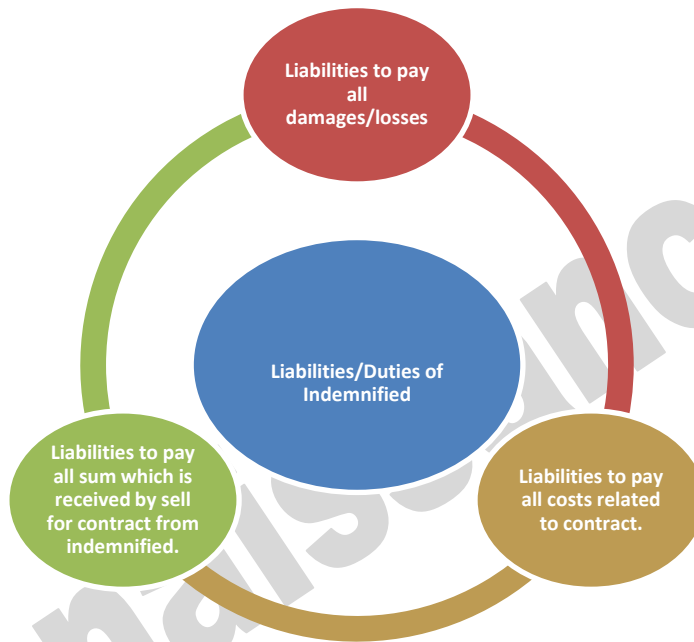 Liabilities to pay
all
damages/losses
Liabilities/Duties of
Indemnified
Liabilities to pay
all sum which is
received by sell
for contract from
indemnified.
Liabilities to pay
all costs related
to contract.